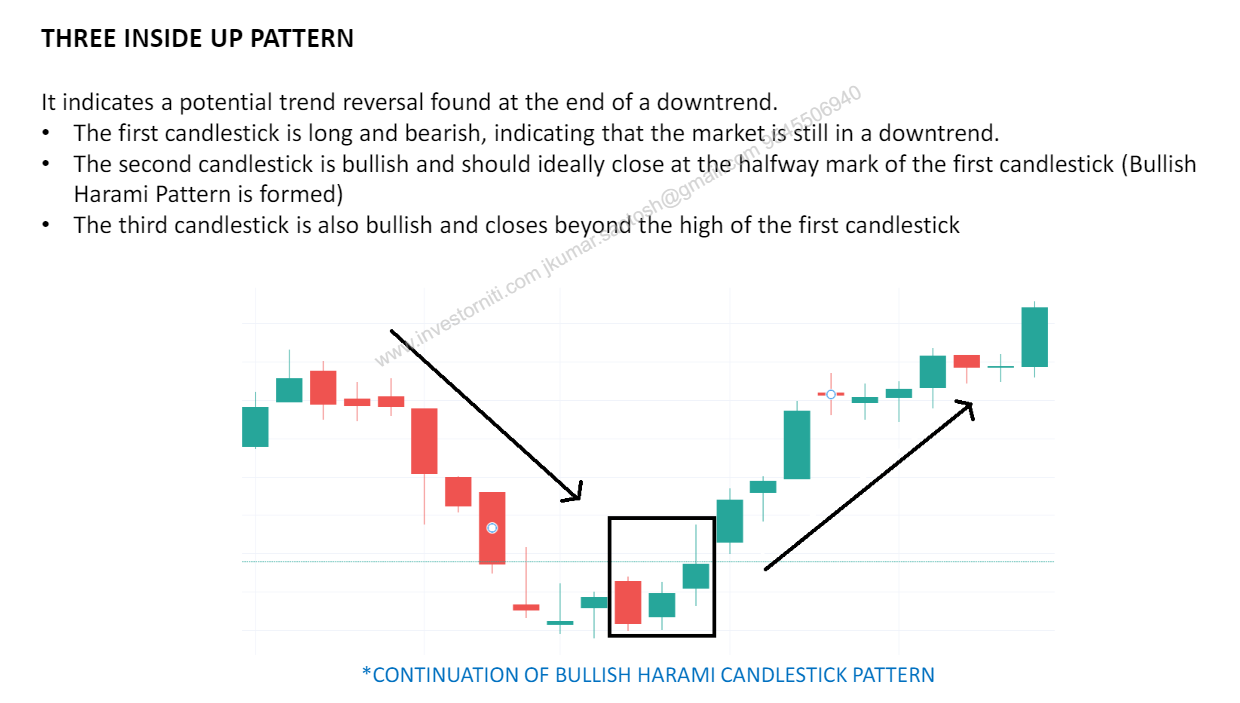 THREE INSIDE UP PATTERN
It indicates a potential trend reversal found at the end of a downtrend.
• The first candlestick is long and bearish, indicating that the market is still in a downtrend.
• The second candlestick is bullish and should ideally close at the halfway mark of the first candlestick (Bullish
Harami Pattern is formed)
• The third candlestick is also bullish and closes beyond the high of the first candlestick
www.investorniti.com
*CONTINUATION OF BULLISH HARAMI CANDLESTICK PATTERN